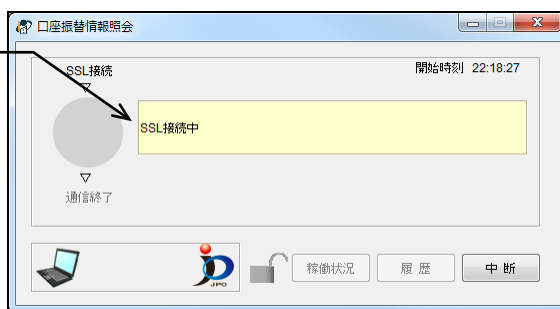 口座振替情報照会
SSL接続
開始時刻 22:18:27
▽
SSL接続中
▽
通信終了
JPO
稼働状況
履 歴
中 断